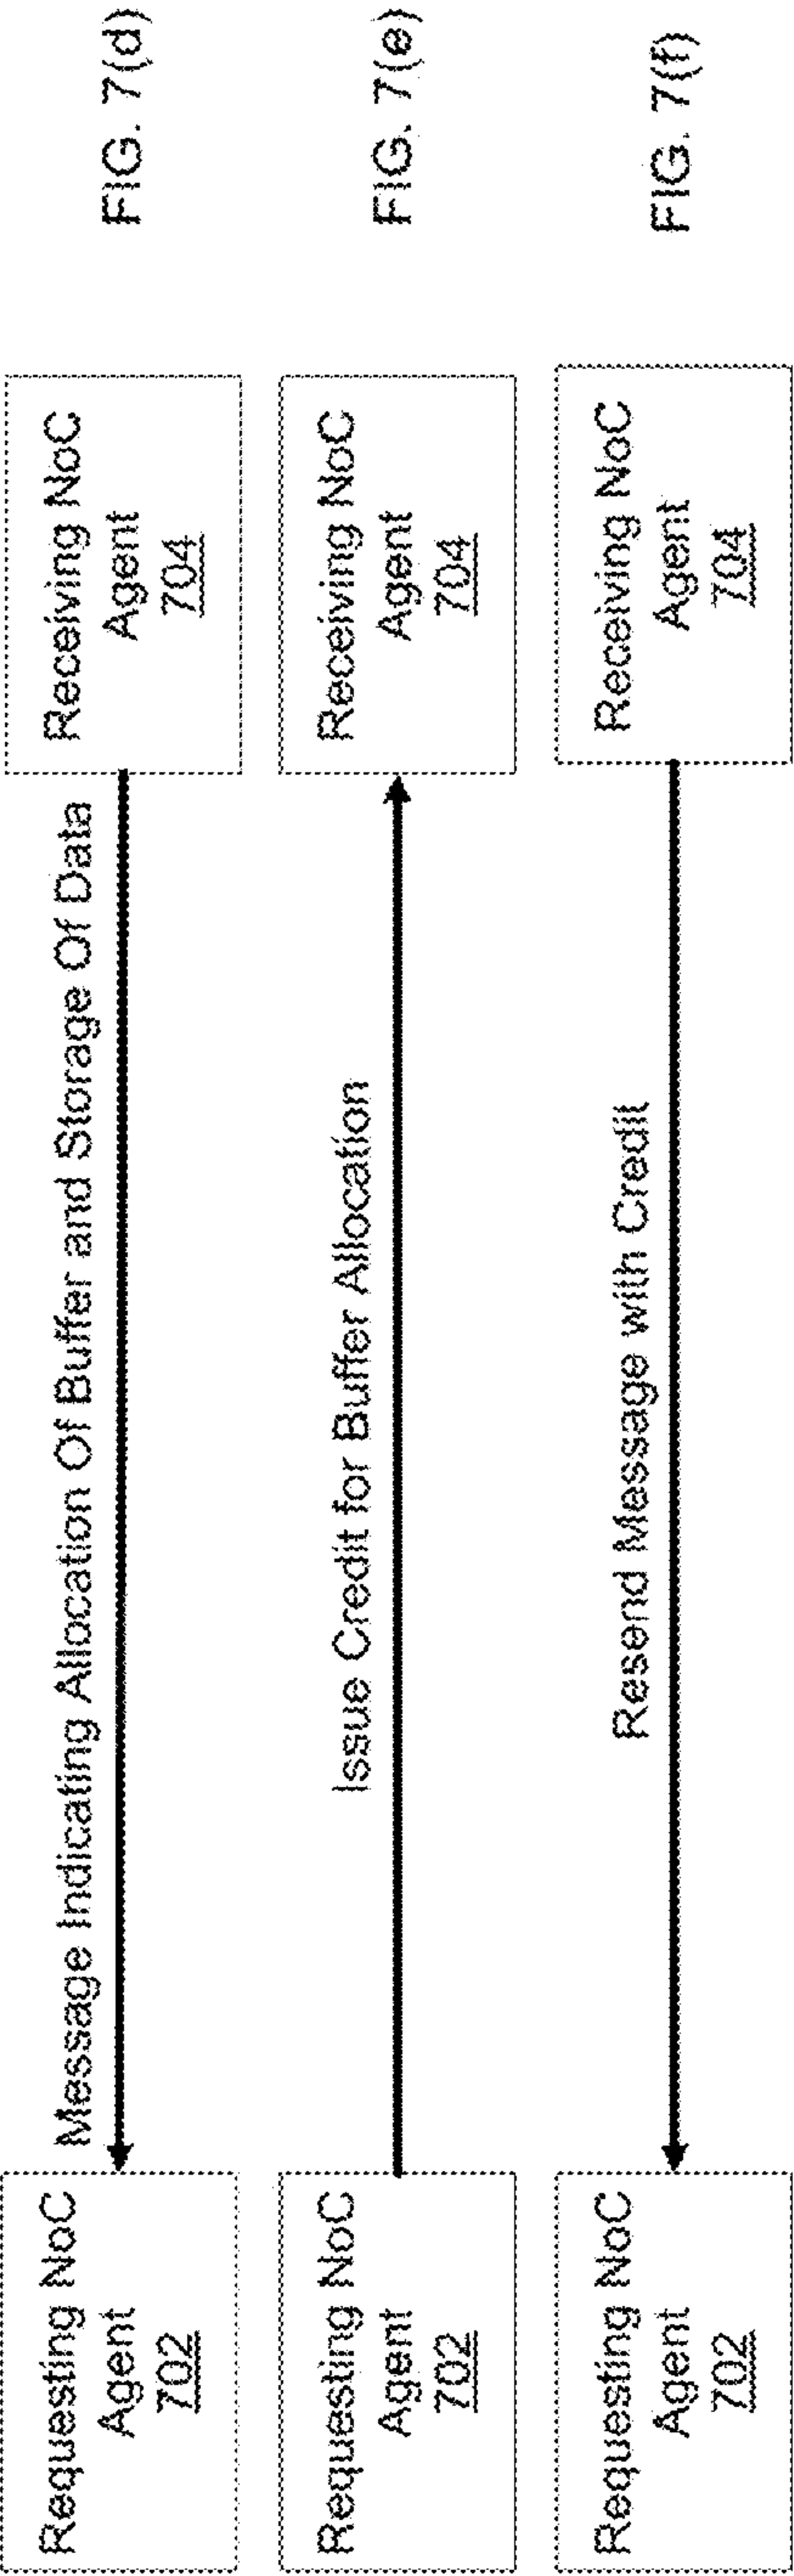 Requesting NoC
Agent
702
Message Indicating Allocation Of Buffer and Storage Of Data
Receiving NoC
Agent
704
FIG. 7(d)
Requesting NoC
Agent
702
Issue Credit for Buffer Allocation
Receiving NoC
Agent
704
FIG. 7(e)
Requesting NoC
Agent
702
Resend Message with Credit
Receiving NoC
Agent
704
FIG. 7(f)